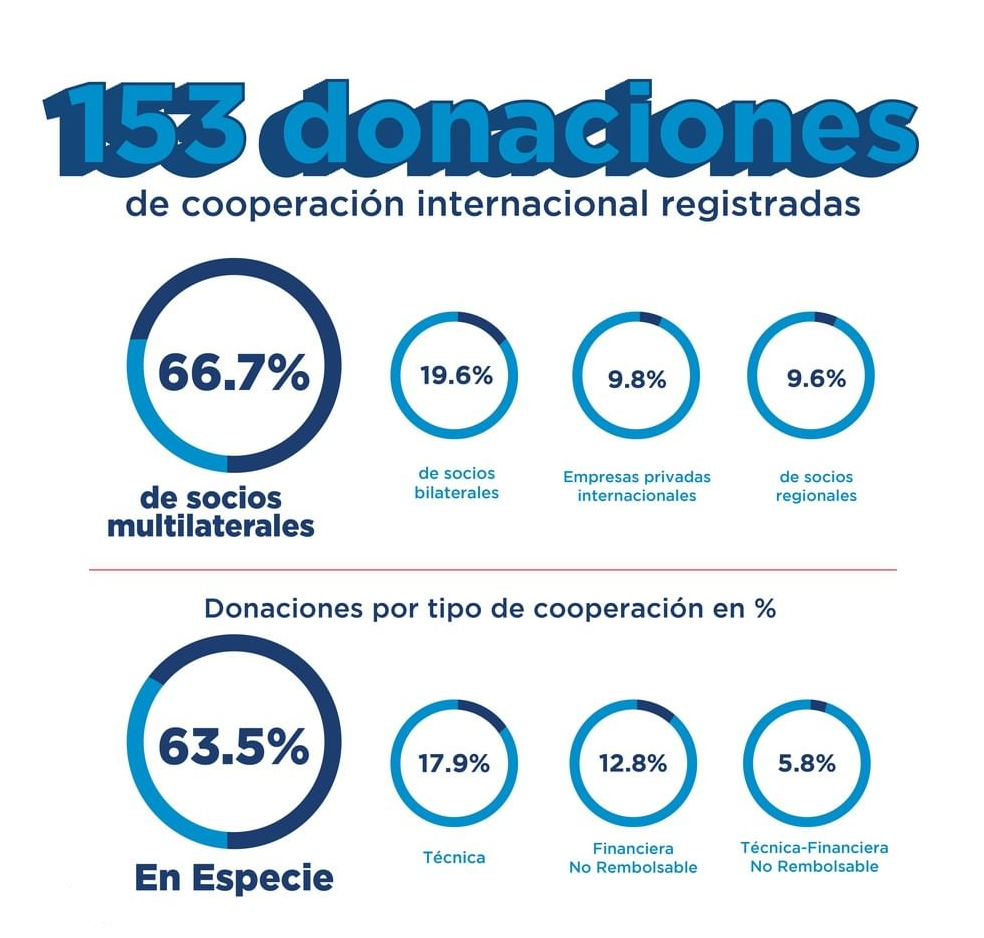 153 donaciones
de cooperación internacional registradas
66.7%
de socios
multilaterales
19.6%
de socios
bilaterales
9.8%
Empresas privadas
internacionales
9.6%
de socios
regionales
Donaciones por tipo de cooperación en %
63.5%
En Especie
17.9%
Técnica
12.8%
Financiera
No Rembolsable
5.8%
Técnica-Financiera
No Rembolsable